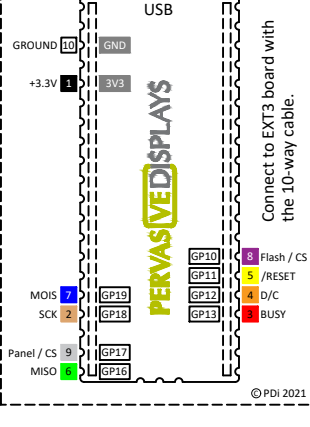 USB
GROUND 10 GND
+3.3V 1 3V3
Connect to EXT3 board with
the 10-way cable.
PERVASIVEDISPLAYS
GP10 8 Flash / CS
GP11 5 /RESET
MOIS 7 GP19 GP12 4 D/C
SCK 2 GP18 GP13 3 BUSY
Panel / CS 9 GP17
MISO 6 GP16
© PDi 2021